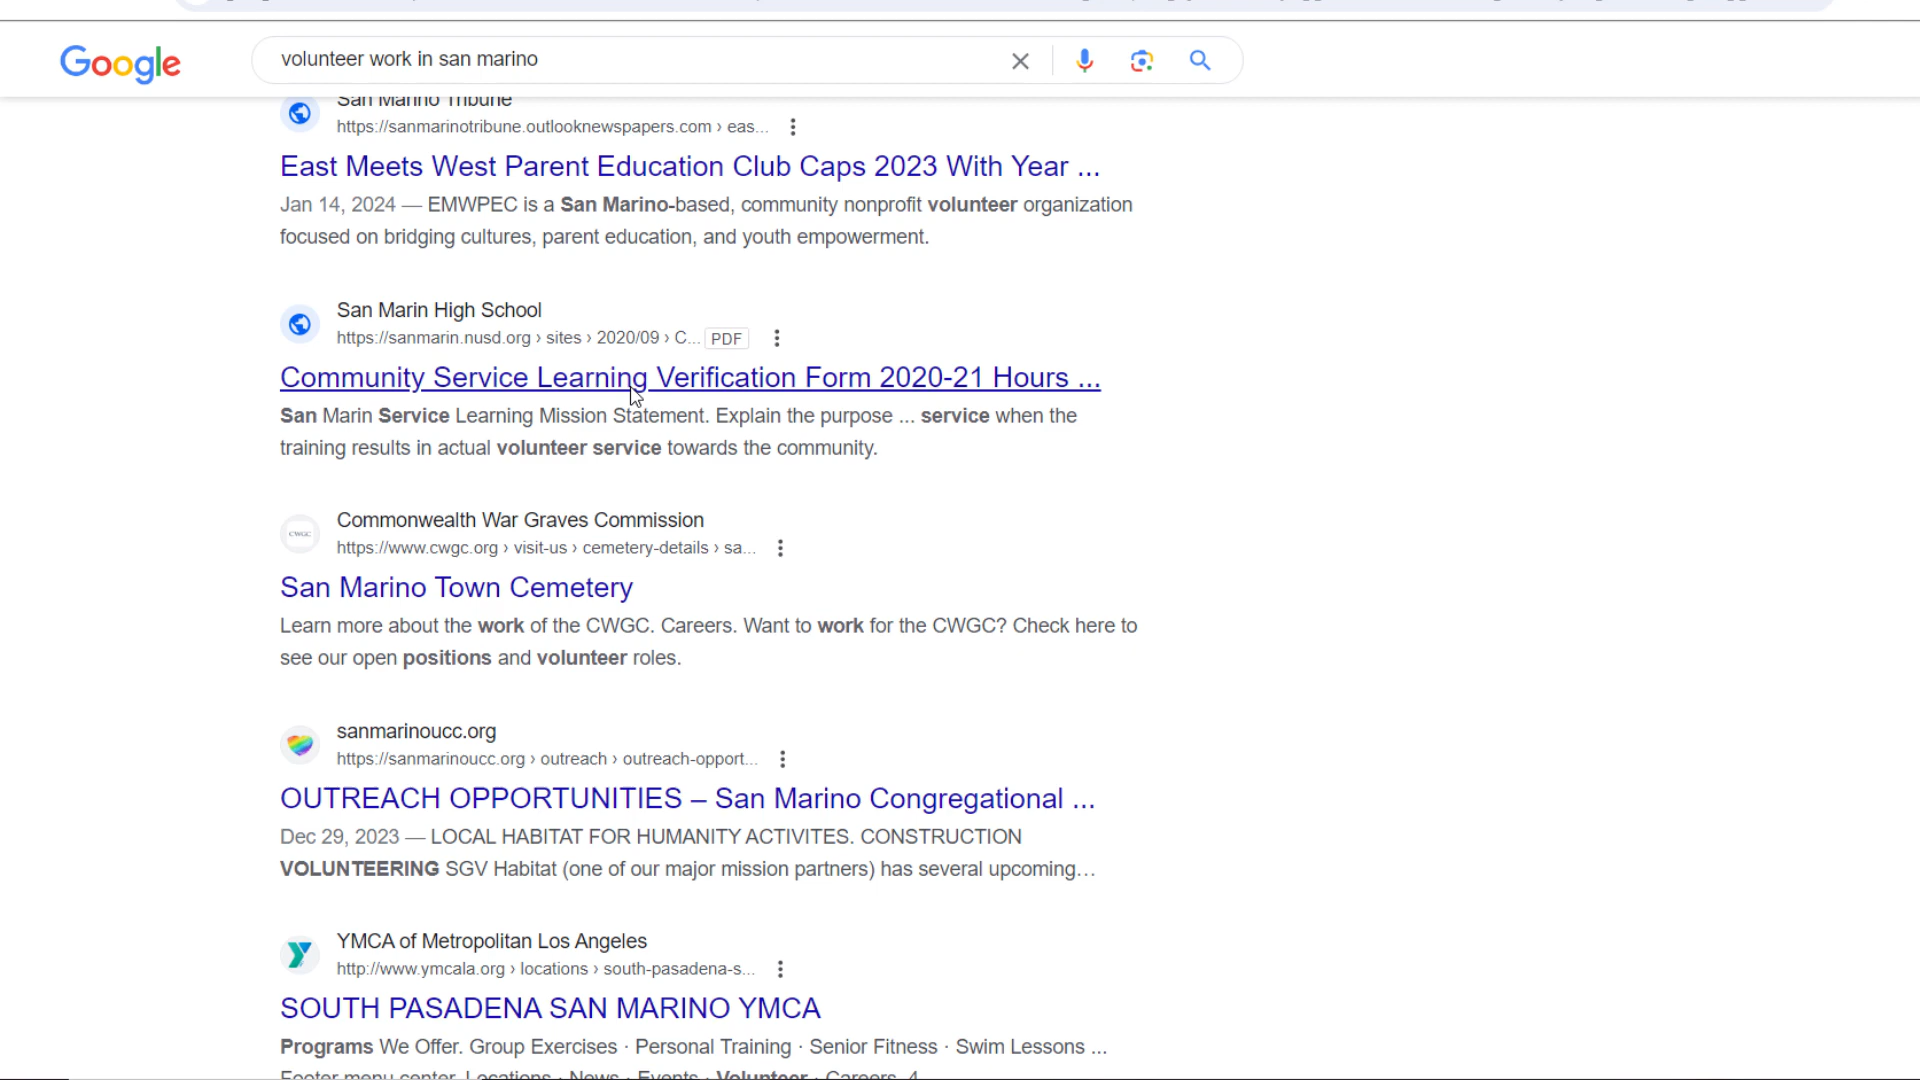 Google
volunteer work in san marino
San Marino Tribune
https://sanmarinotribune.outlooknewspapers.com › eas...
East Meets West Parent Education Club Caps 2023 With Year ...
Jan 14, 2024 — EMWPEC is a San Marino-based, community nonprofit volunteer organization
focused on bridging cultures, parent education, and youth empowerment.
San Marin High School
https://sanmarin.nusd.org › sites › 2020/09 › C... PDF
Community Service Learning Verification Form 2020-21 Hours ...
San Marin Service Learning Mission Statement. Explain the purpose ... service when the
training results in actual volunteer service towards the community.
CWGC
Commonwealth War Graves Commission
https://www.cwgc.org › visit-us › cemetery-details › sa...
San Marino Town Cemetery
Learn more about the work of the CWGC. Careers. Want to work for the CWGC? Check here to
see our open positions and volunteer roles.
sanmarinoucc.org
https://sanmarinoucc.org › outreach › outreach-opport...
OUTREACH OPPORTUNITIES – San Marino Congregational ...
Dec 29, 2023 — LOCAL HABITAT FOR HUMANITY ACTIVITES. CONSTRUCTION
VOLUNTEERING SGV Habitat (one of our major mission partners) has several upcoming...
YMCA of Metropolitan Los Angeles
http://www.ymcala.org › locations › south-pasadena-s...
SOUTH PASADENA SAN MARINO YMCA
Programs We Offer. Group Exercises · Personal Training · Senior Fitness · Swim Lessons ...
Footer menu center. Locations · News · Events · Volunteer · Careers. 4